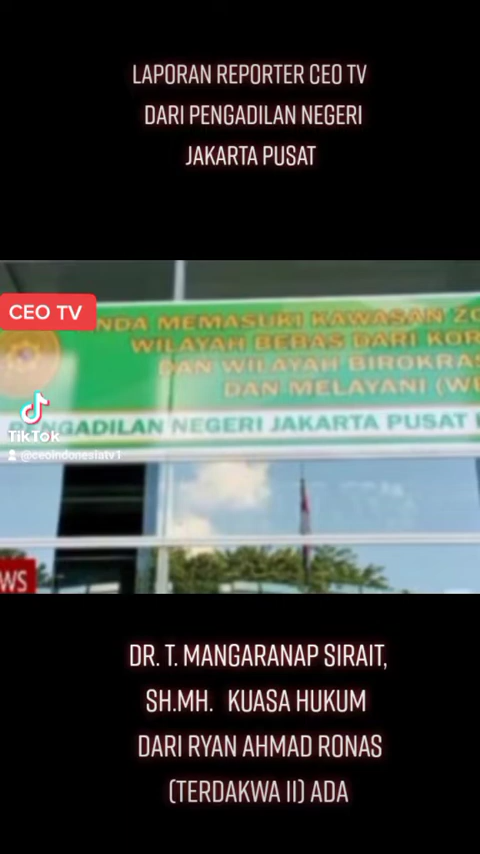 LAPORAN REPORTER CEO TV
DARI PENGADILAN NEGERI
JAKARTA PUSAT
CEO TV
NDA MEMASUKI KAWASAN ZO
WILAYAH BEBAS DARI KOR
DAN WILAYAH BIROKRAS
DAN MELAYANI (W
PENGADILAN NEGERI JAKARTA PUSAT
TikTok
@ceoindonesiatv1
WS
DR. T. MANGARANAP SIRAIT,
SH.MH. KUASA HUKUM
DARI RYAN AHMAD RONAS
(TERDAKWA II) ADA